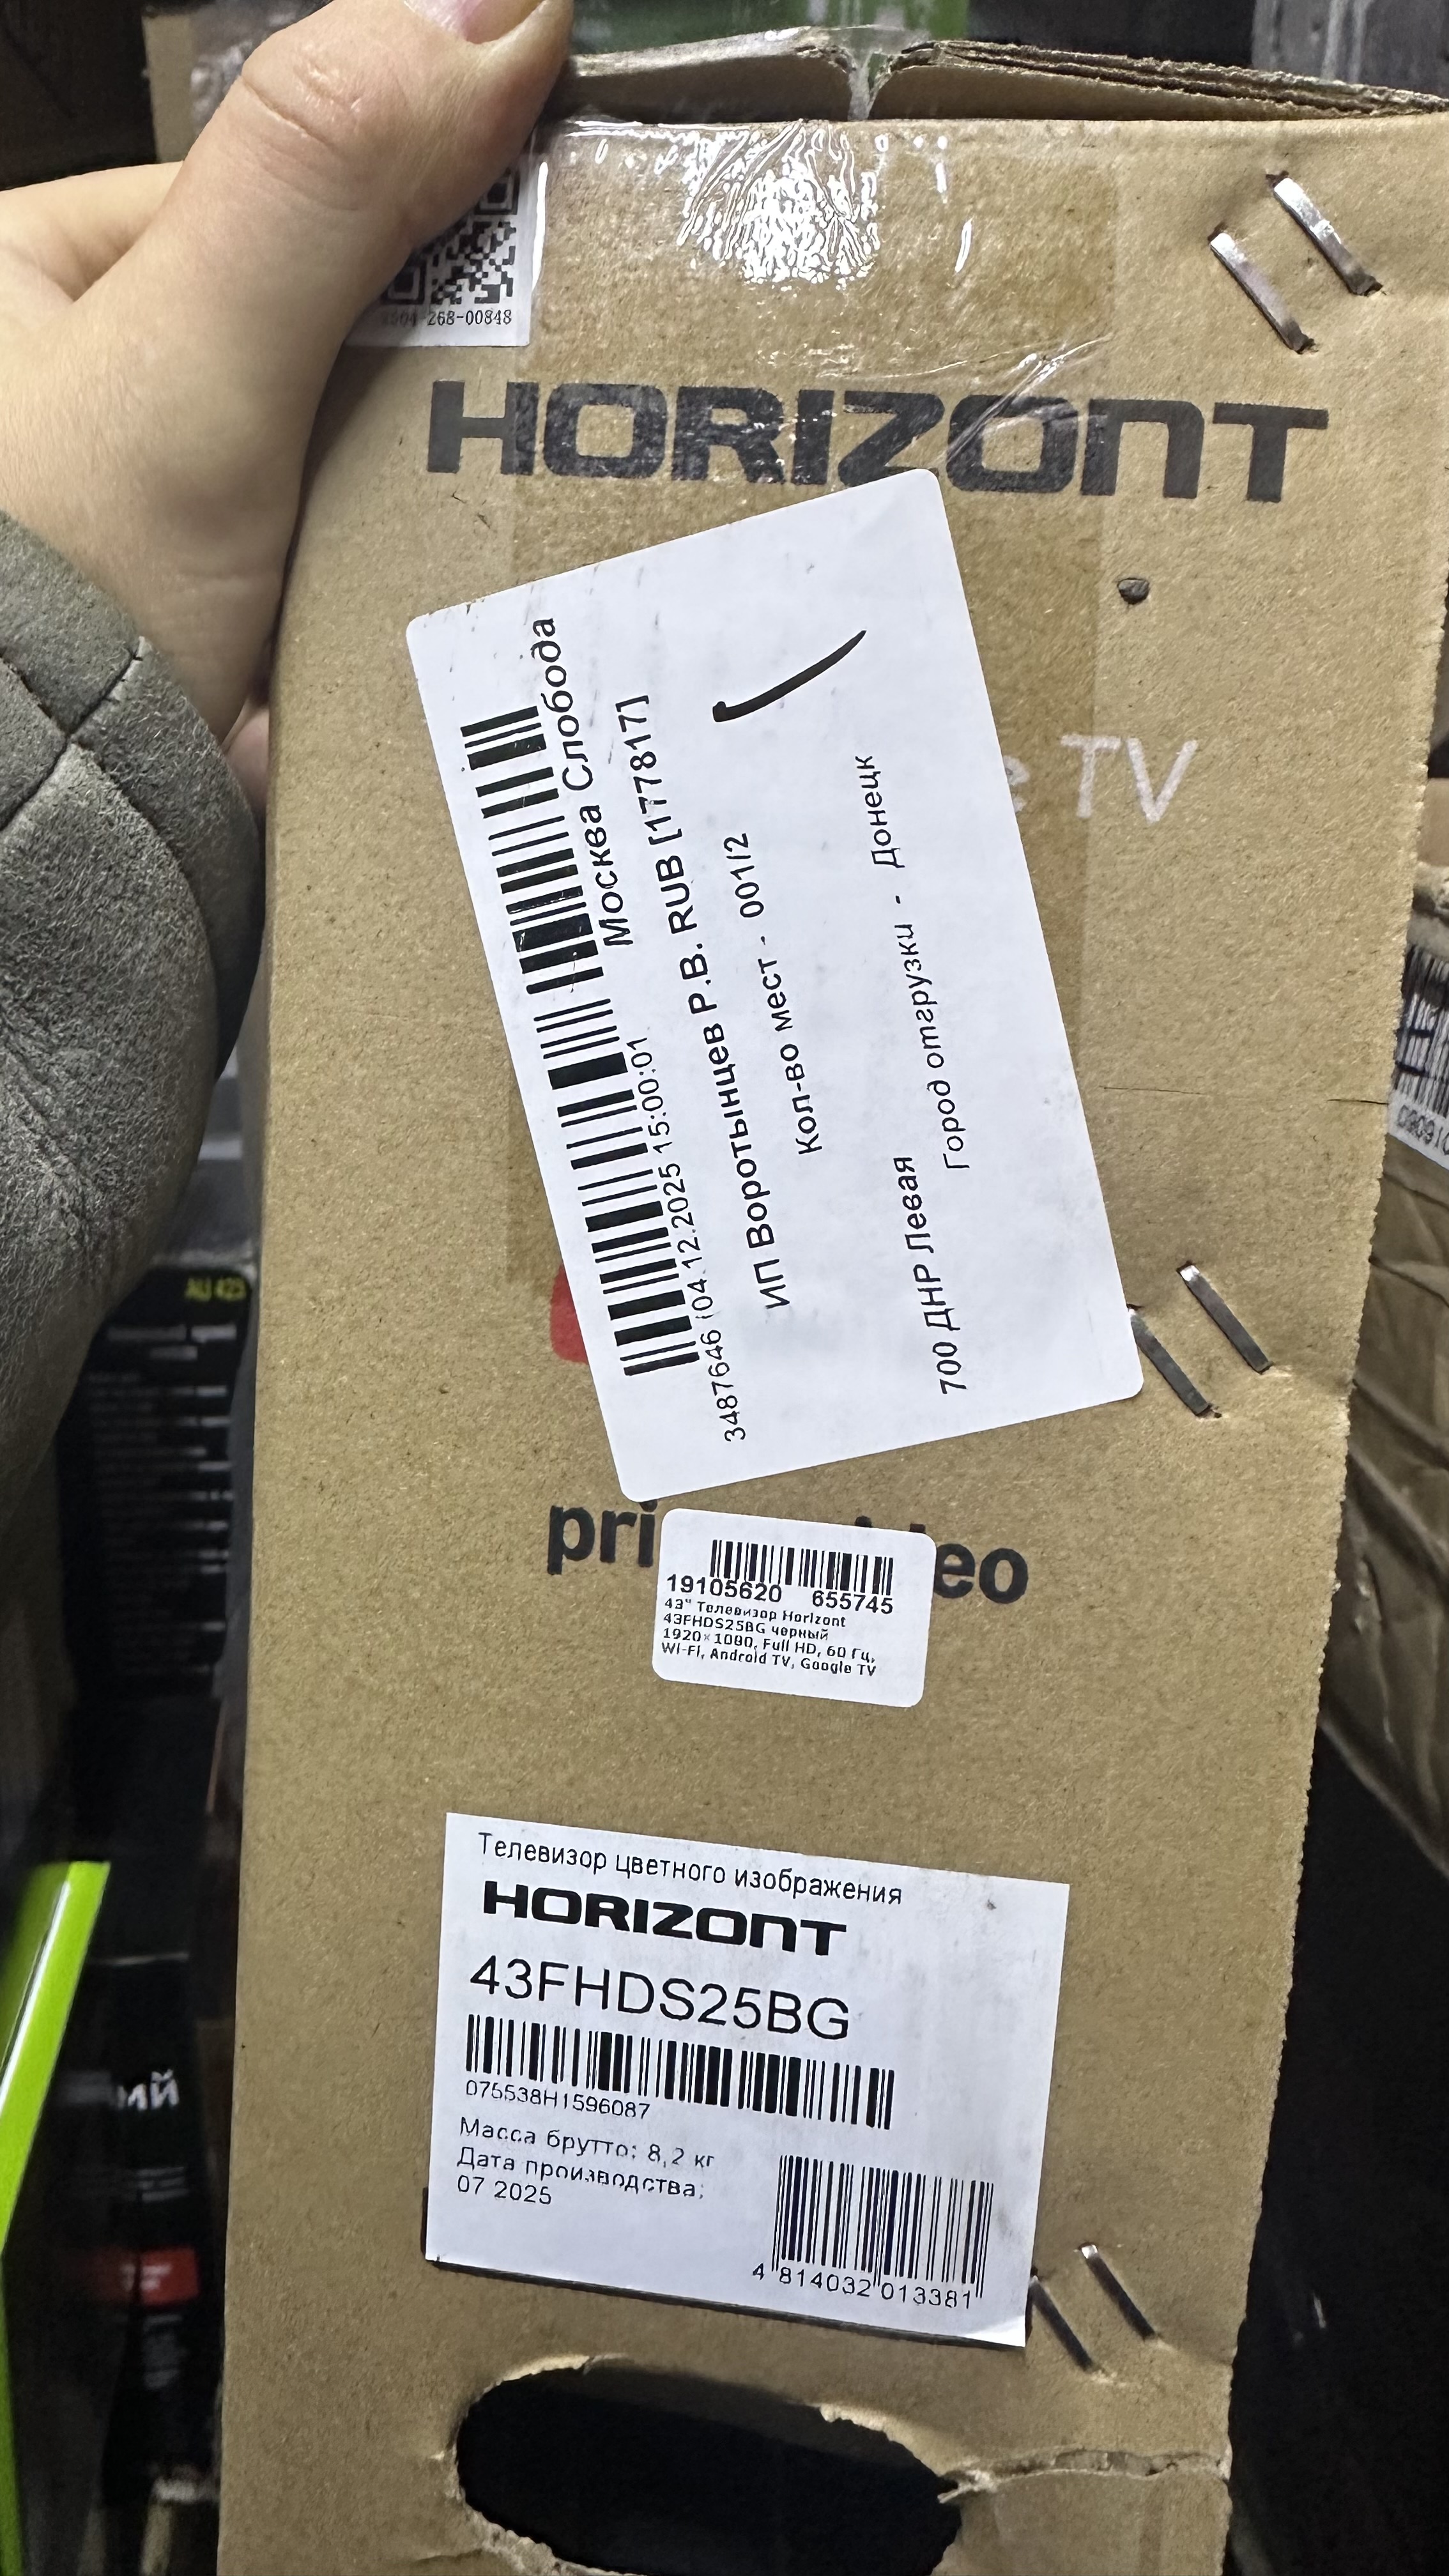 268-00848
HORIZONT
TV
Москва Слобода
3487646 (04.12.2025 15:00:01
ИП Воротынцев Р.В. RUB [177817]
Кол-во мест - 001/2
700 ДНР Левая
Город отгрузки - Донецк
19105620 655745
43" Телевизор Horizont
43FHDS25BG черный
1920×1080, Full HD, 60 Гц,
Wi-Fi, Android TV, Google TV
Телевизор цветного изображения
HORIZONT
43FHDS25BG
075538H1596087
Масса брутто: 8,2 кг
Дата производства:
07 2025
4 814032 013381
AU 423